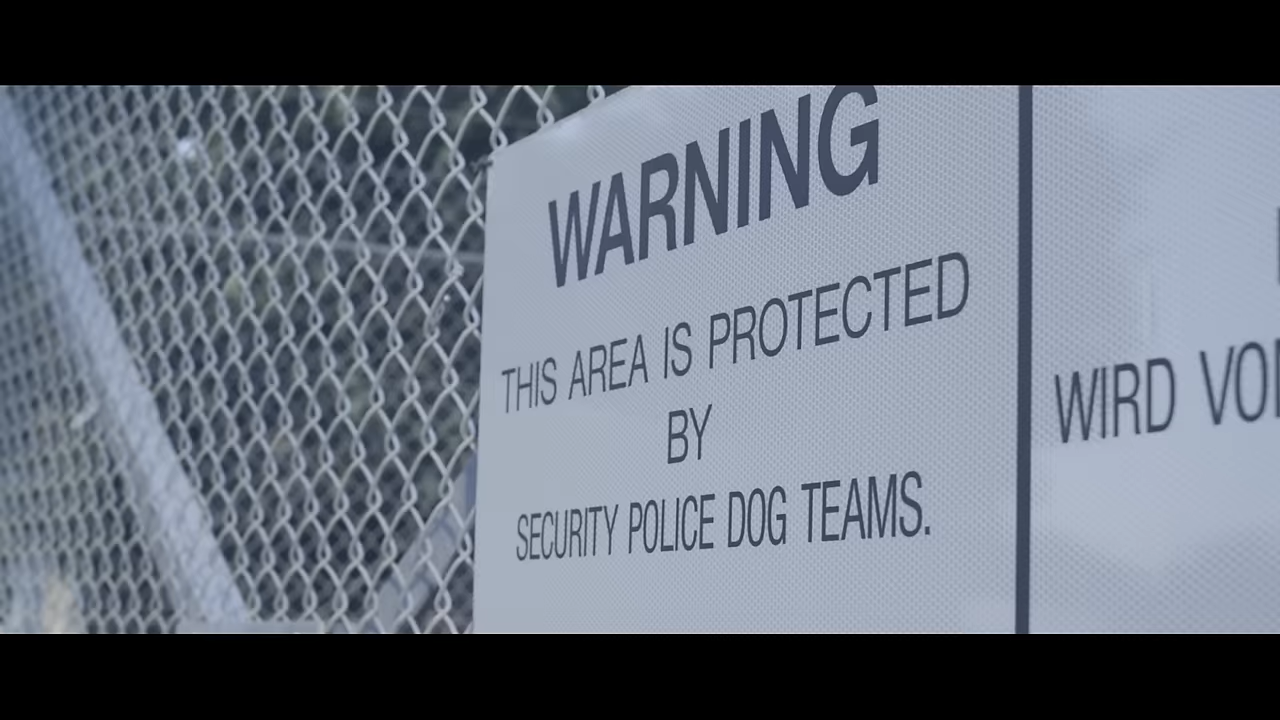 WARNING
THIS AREA IS PROTECTED
BY
SECURITY POLICE DOG TEAMS.
WIRD